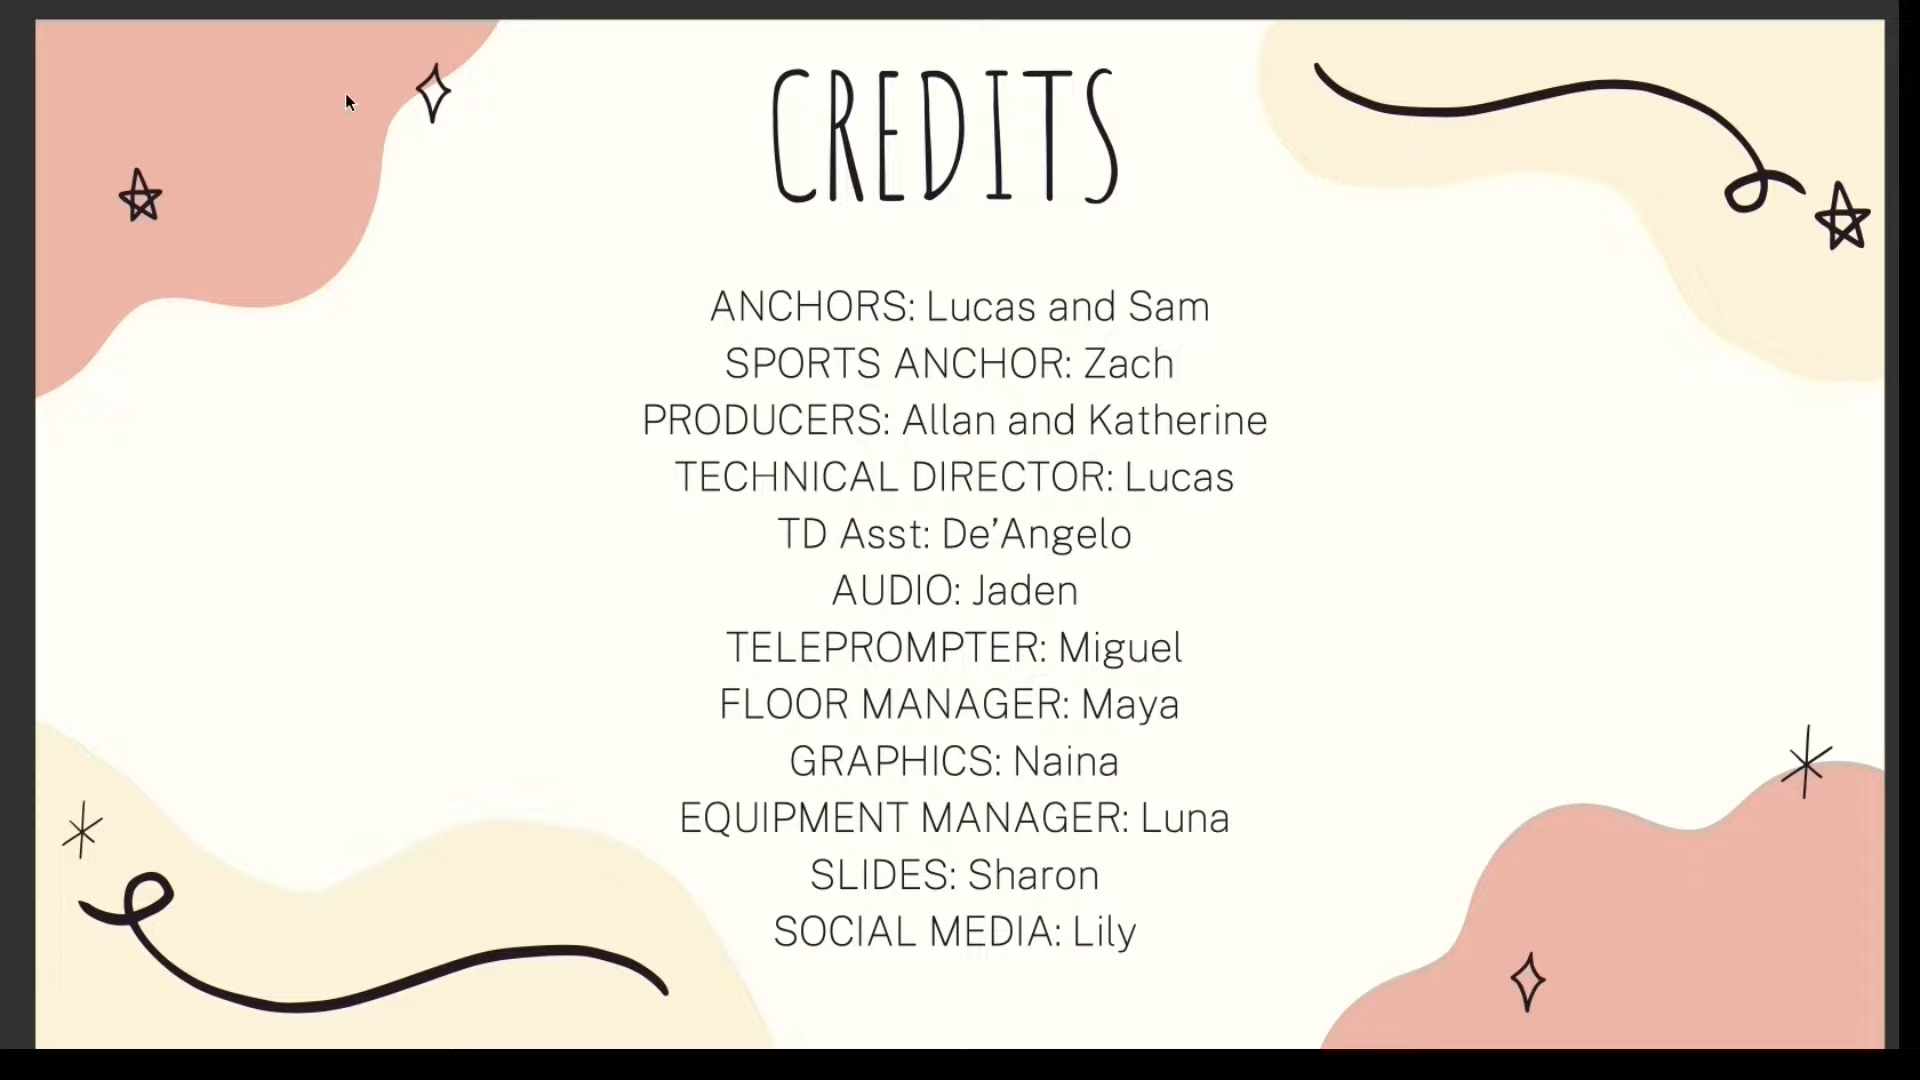 CREDITS
ANCHORS: Lucas and Sam
SPORTS ANCHOR: Zach
PRODUCERS: Allan and Katherine
TECHNICAL DIRECTOR: Lucas
TD Asst: De’Angelo
AUDIO: Jaden
TELEPROMPTER: Miguel
FLOOR MANAGER: Maya
GRAPHICS: Naina
EQUIPMENT MANAGER: Luna
SLIDES: Sharon
SOCIAL MEDIA: Lily